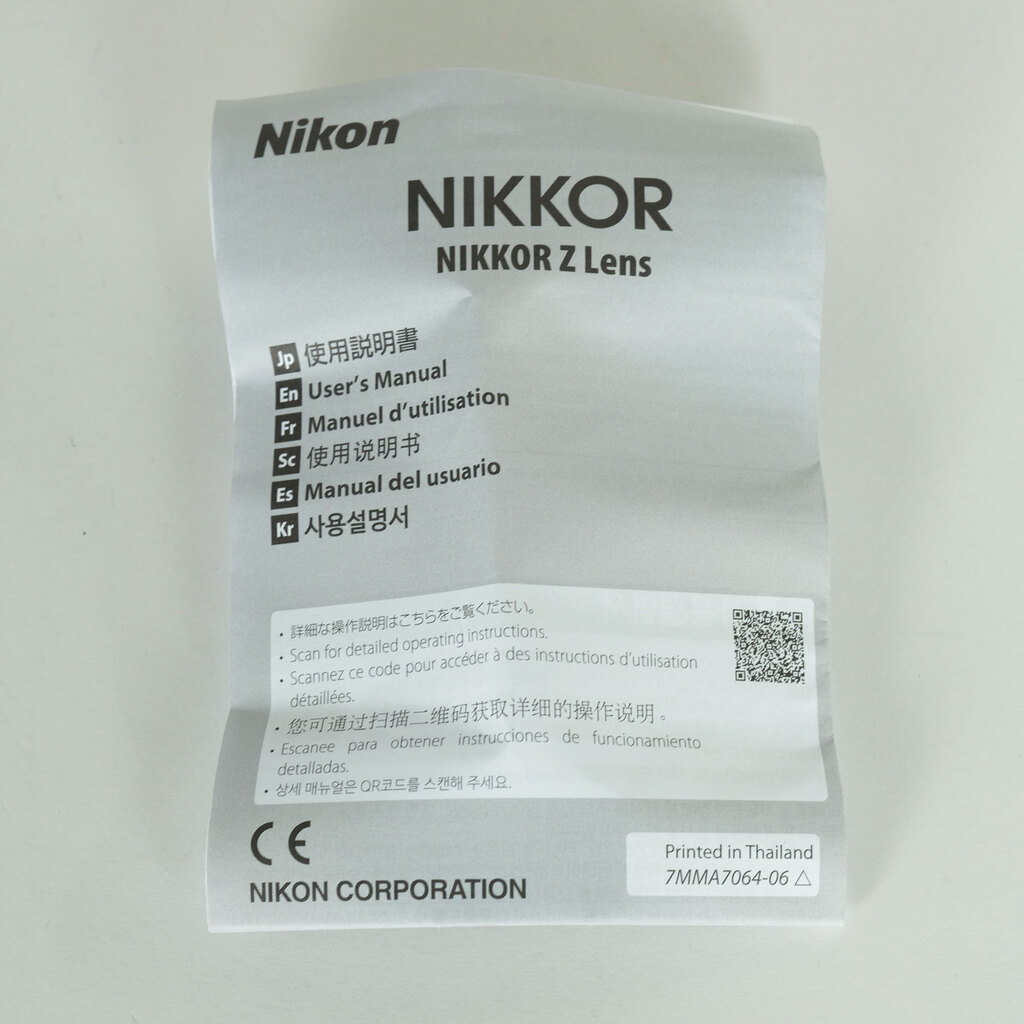 Nikon
NIKKOR
NIKKOR Z Lens
Jp 使用説明書
En User's Manual
Fr Manuel d'utilisation
Sc 使用说明书
Es Manual del usuario
Kr 사용설명서
・詳細な操作説明はこちらをご覧ください。
・Scan for detailed operating instructions.
・Scannez ce code pour accéder à des instructions d'utilisation
détaillées.
・您可通过扫描二维码获取详细的操作说明。
・Escanee para obtener instrucciones de funcionamiento
detalladas.
・상세 매뉴얼은 QR코드를 스캔해 주세요.
CE
NIKON CORPORATION
Printed in Thailand
7MMA7064-06 △